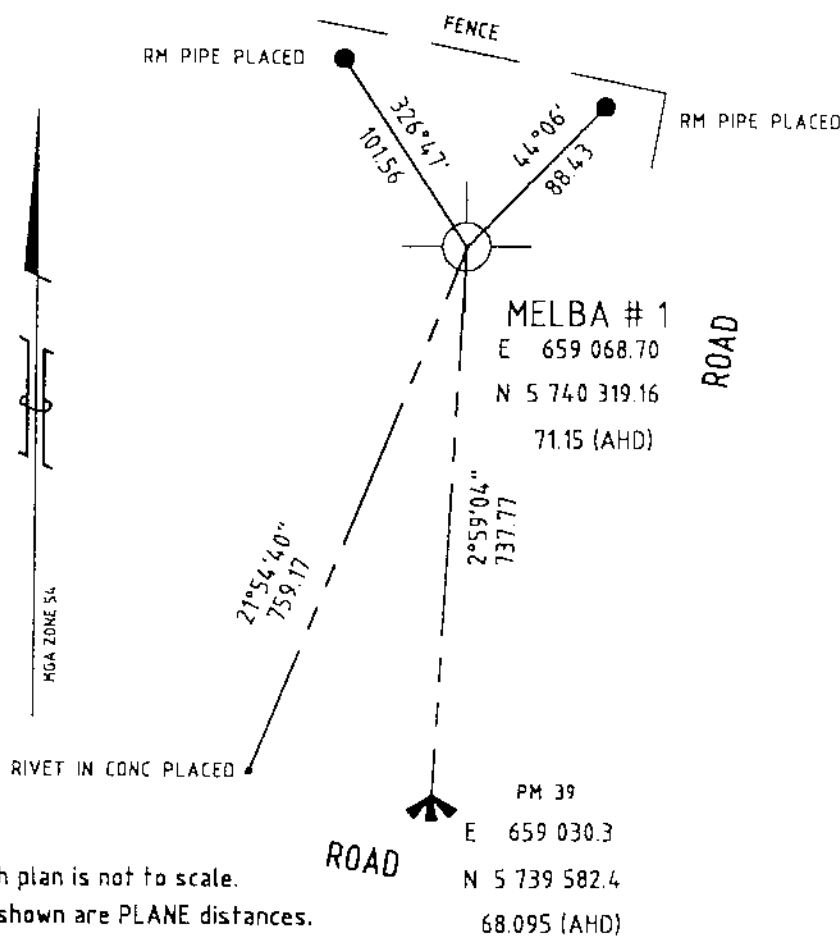 FENCE
RM PIPE PLACED
RM PIPE PLACED
326°47'
101.56
44°06'
88.43
MELBA # 1
E 659 068.70
N 5 740 319.16
71.15 (AHD)
ROAD
2°59'04"
737.77
21°54'40"
759.17
MGA ZONE 54
RIVET IN CONC PLACED
PM 39
E 659 030.3
N 5 739 582.4
68.095 (AHD)
ROAD
plan is not to scale.
shown are PLANE distances.